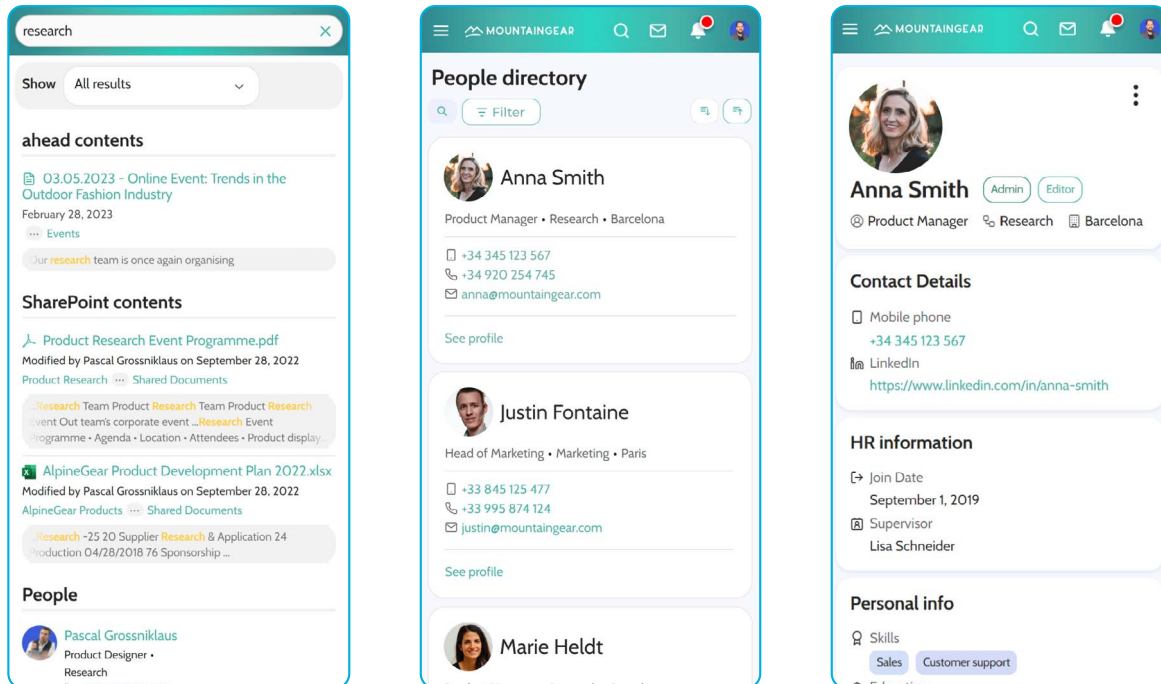 research
Show All results
ahead contents
03.05.2023 - Online Event: Trends in the
Outdoor Fashion Industry
February 28, 2023
... Events
Our research team is once again organising
SharePoint contents
Product Research Event Programme.pdf
Modified by Pascal Grossniklaus on September 28, 2022
Product Research ... Shared Documents
...Research Team Product Research Team Product Research
Event Out team's corporate event ...Research Event
Programme • Agenda • Location • Attendees • Product display...
AlpineGear Product Development Plan 2022.xlsx
Modified by Pascal Grossniklaus on September 28, 2022
AlpineGear Products ... Shared Documents
...Research -25 20 Supplier Research & Application 24
Production 04/28/2018 76 Sponsorship ...
People
Pascal Grossniklaus
Product Designer •
Research
MOUNTAINGEAR
People directory
Filter
Anna Smith
Product Manager • Research • Barcelona
+34 345 123 567
+34 920 254 745
anna@mountaingear.com
See profile
Justin Fontaine
Head of Marketing • Marketing • Paris
+33 845 125 477
+33 995 874 124
justin@mountaingear.com
See profile
Marie Heldt
MOUNTAINGEAR
Anna Smith Admin Editor
Product Manager Research Barcelona
Contact Details
Mobile phone
+34 345 123 567
LinkedIn
https://www.linkedin.com/in/anna-smith
HR information
Join Date
September 1, 2019
Supervisor
Lisa Schneider
Personal info
Skills
Sales Customer support